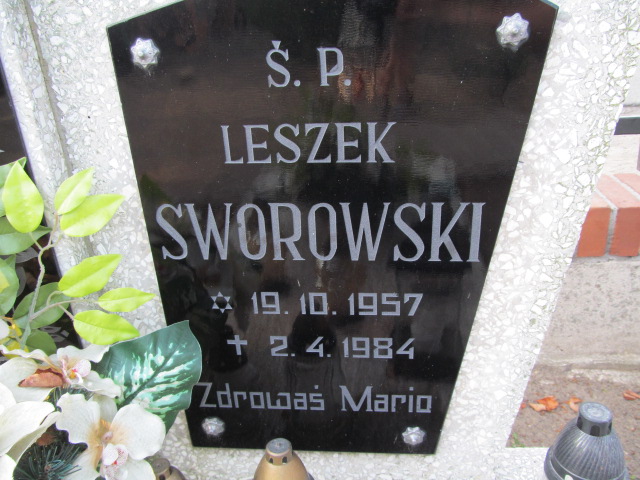 Ś. P.
LESZEK
SWOROWSKI
✡ 19. 10. 1957
✝ 2. 4. 1984
Zdrowaś Mario